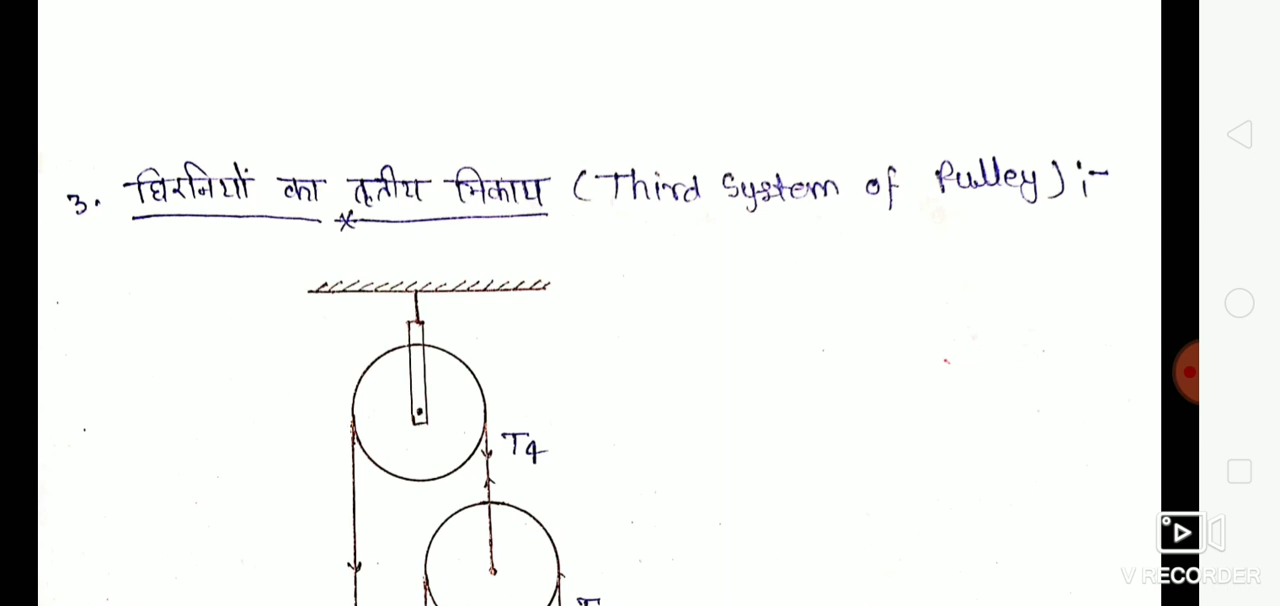 3. घिरनियों का तृतीय निकाय (Third System of Pulley) :-
T4
T
V RECORDER